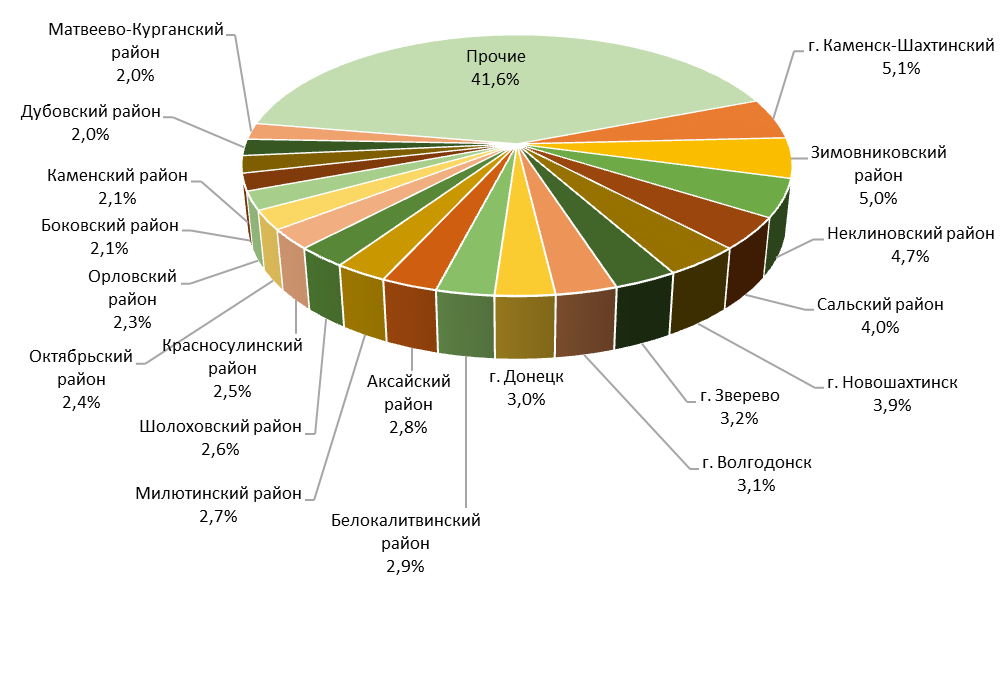 Прочие
41,6%
г. Каменск-Шахтинский
5,1%
Зимовниковский
район
5,0%
Неклиновский район
4,7%
Сальский район
4,0%
г. Новошахтинск
3,9%
г. Зверево
3,2%
г. Волгодонск
3,1%
г. Донецк
3,0%
Белокалитвинский
район
2,9%
Аксайский
район
2,8%
Милютинский район
2,7%
Шолоховский район
2,6%
Красносулинский
район
2,5%
Октябрьский
район
2,4%
Орловский
район
2,3%
Боковский район
2,1%
Каменский район
2,1%
Дубовский район
2,0%
Матвеево-Курганский
район
2,0%